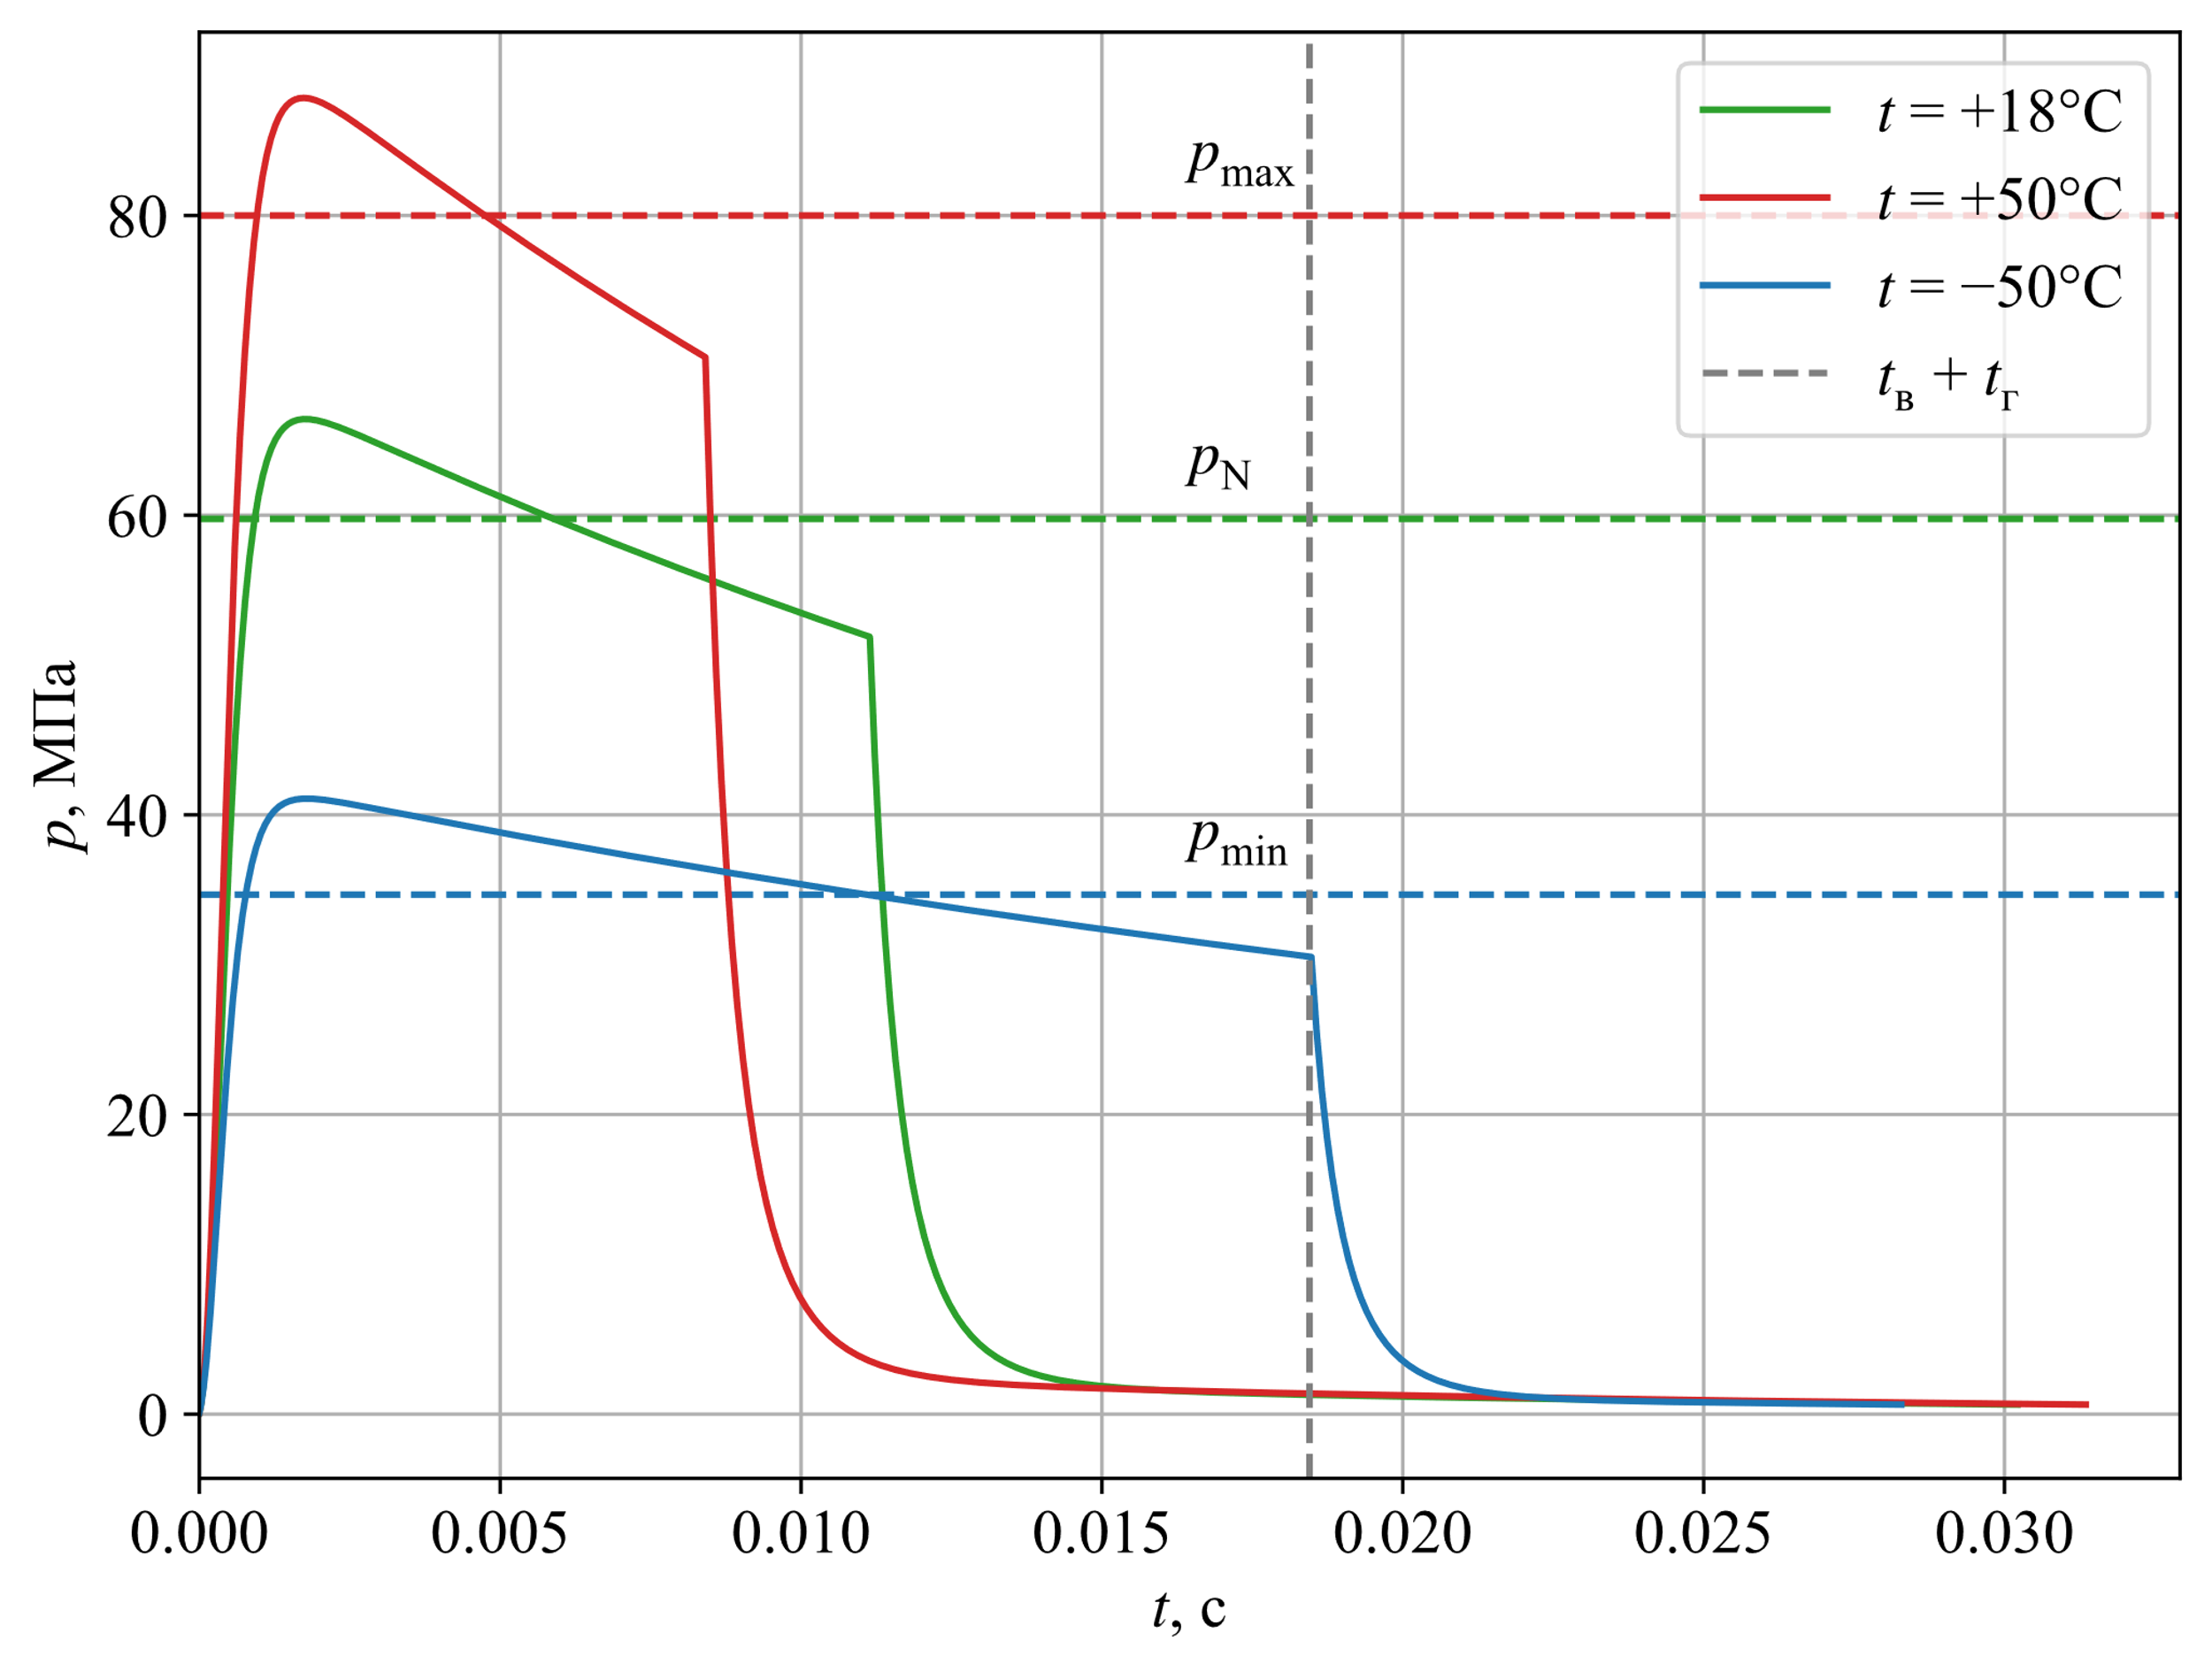 p_max
t = +18°C
t = +50°C
t = −50°C
t_в + t_г
p_N
p_min
p, МПа
80
60
40
20
0
0.000 0.005 0.010 0.015 0.020 0.025 0.030
t, с